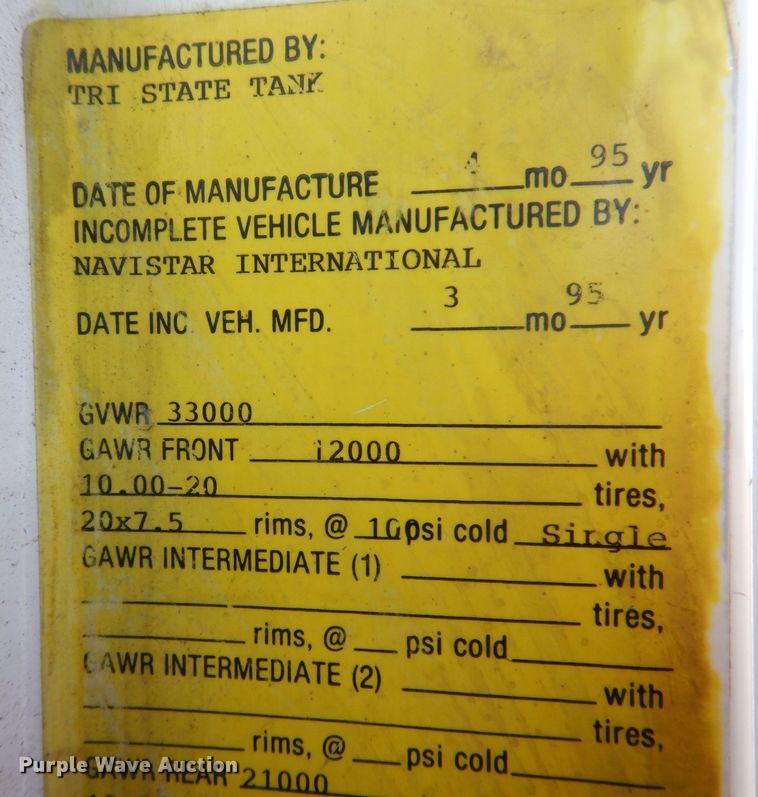 MANUFACTURED BY:
TRI STATE TANK
DATE OF MANUFACTURE 4 mo 95 yr
INCOMPLETE VEHICLE MANUFACTURED BY:
NAVISTAR INTERNATIONAL
DATE INC. VEH. MFD. 3 mo 95 yr
GVWR 33000
GAWR FRONT 12000 with
10.00-20 tires,
20x7.5 rims, @ 100 psi cold Single
GAWR INTERMEDIATE (1) with
tires,
rims, @ psi cold
GAWR INTERMEDIATE (2) with
tires,
rims, @ psi cold
GAWR REAR 21000
Purple Wave Auction